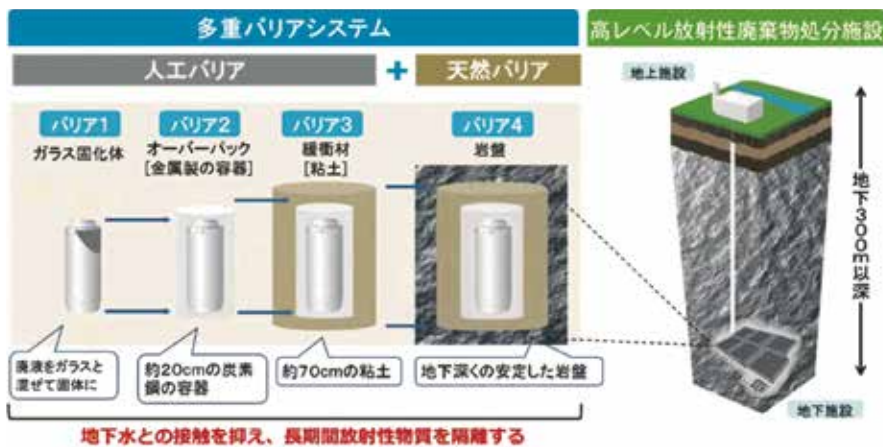 多重バリアシステム
高レベル放射性廃棄物処分施設
人工バリア
+
天然バリア
バリア1
ガラス固化体
バリア2
オーバーパック
[金属製の容器]
バリア3
緩衝材
[粘土]
バリア4
岩盤
廃液をガラスと
混ぜて固体に
約20cmの炭素
鋼の容器
約70cmの粘土
地下深くの安定した岩盤
地下水との接触を抑え、長期間放射性物質を隔離する
地上施設
地下300m以深
地下施設